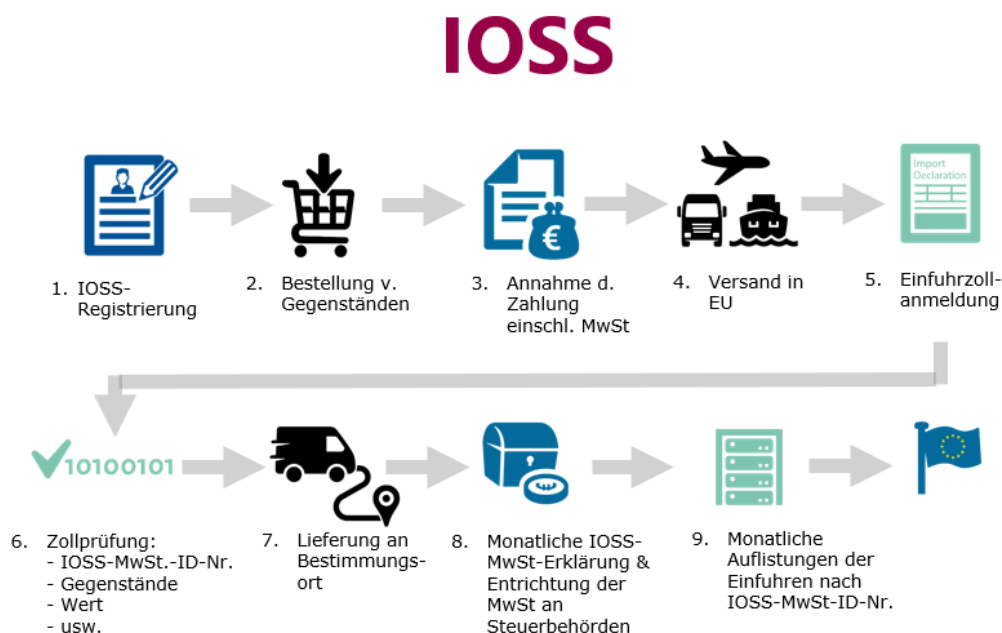 IOSS
Import
Declaration
€
1. IOSS-
Registrierung
2. Bestellung v.
Gegenständen
3. Annahme d.
Zahlung
einschl. MwSt
4. Versand in
EU
5. Einfuhrzoll-
anmeldung
10100101
6. Zollprüfung:
- IOSS-MwSt.-ID-Nr.
- Gegenstände
- Wert
- usw.
7. Lieferung an
Bestimmungs-
ort
8. Monatliche IOSS-
MwSt-Erklärung &
Entrichtung der
MwSt an
Steuerbehörden
9. Monatliche
Auflistungen der
Einfuhren nach
IOSS-MwSt-ID-Nr.